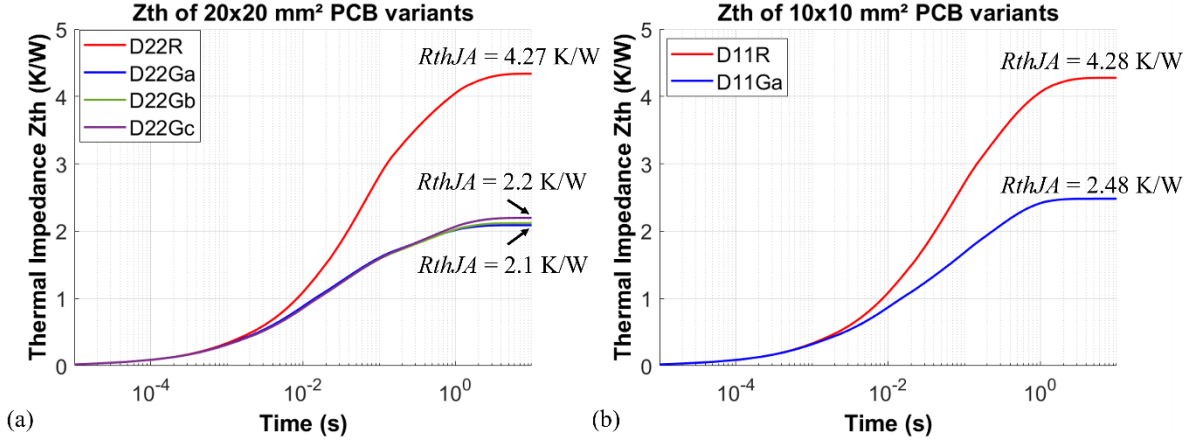 Zth of 20x20 mm² PCB variants
Thermal Impedance Zth (K/W)
5
4
3
2
1
0
D22R
D22Ga
D22Gb
D22Gc
RthJA = 4.27 K/W
RthJA = 2.2 K/W
RthJA = 2.1 K/W
10-4
10-2
100
Time (s)
(a)
Zth of 10x10 mm² PCB variants
Thermal Impedance Zth (K/W)
5
4
3
2
1
0
D11R
D11Ga
RthJA = 4.28 K/W
RthJA = 2.48 K/W
10-4
10-2
100
Time (s)
(b)